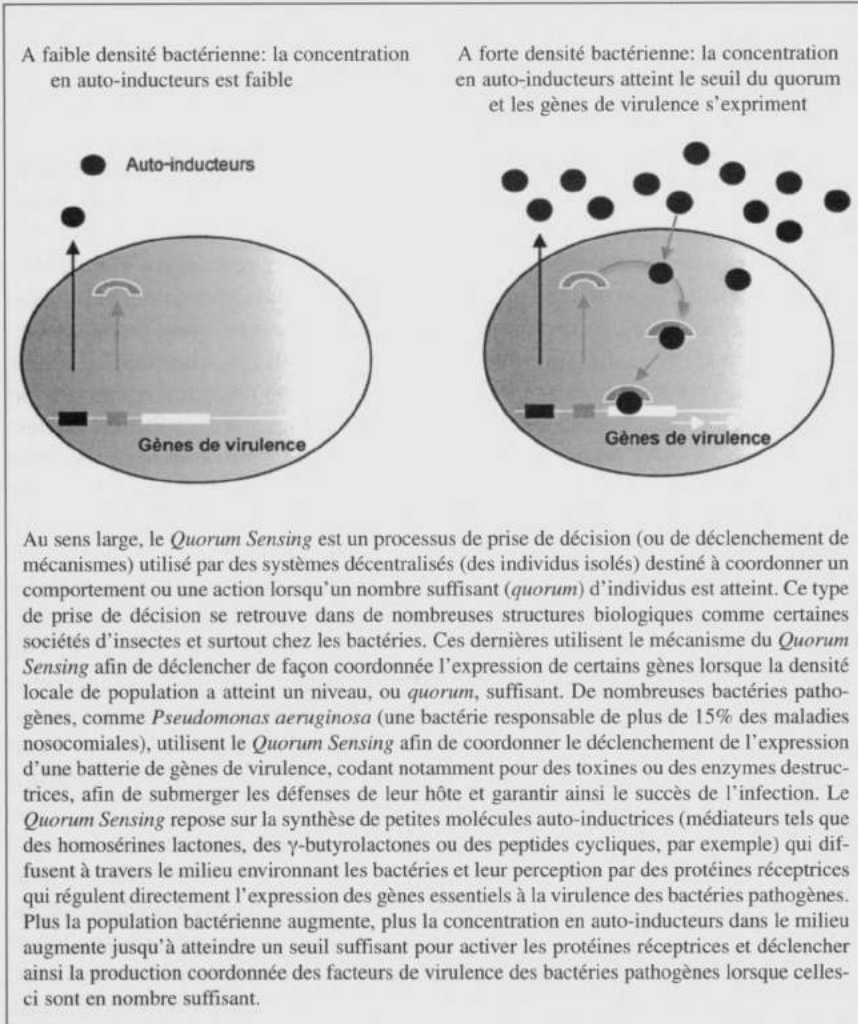 A faible densité bactérienne: la concentration
en auto-inducteurs est faible
A forte densité bactérienne: la concentration
en auto-inducteurs atteint le seuil du quorum
et les gènes de virulence s'expriment
Auto-inducteurs
Gènes de virulence
Gènes de virulence
Au sens large, le Quorum Sensing est un processus de prise de décision (ou de déclenchement de
mécanismes) utilisé par des systèmes décentralisés (des individus isolés) destiné à coordonner un
comportement ou une action lorsqu'un nombre suffisant (quorum) d'individus est atteint. Ce type
de prise de décision se retrouve dans de nombreuses structures biologiques comme certaines
sociétés d'insectes et surtout chez les bactéries. Ces dernières utilisent le mécanisme du Quorum
Sensing afin de déclencher de façon coordonnée l'expression de certains gènes lorsque la densité
locale de population a atteint un niveau, ou quorum, suffisant. De nombreuses bactéries patho-
gènes, comme Pseudomonas aeruginosa (une bactérie responsable de plus de 15% des maladies
nosocomiales), utilisent le Quorum Sensing afin de coordonner le déclenchement de l'expression
d'une batterie de gènes de virulence, codant notamment pour des toxines ou des enzymes destruc-
trices, afin de submerger les défenses de leur hôte et garantir ainsi le succès de l'infection. Le
Quorum Sensing repose sur la synthèse de petites molécules auto-inductrices (médiateurs tels que
des homosérines lactones, des γ-butyrolactones ou des peptides cycliques, par exemple) qui dif-
fusent à travers le milieu environnant les bactéries et leur perception par des protéines réceptrices
qui régulent directement l'expression des gènes essentiels à la virulence des bactéries pathogènes.
Plus la population bactérienne augmente, plus la concentration en auto-inducteurs dans le milieu
augmente jusqu'à atteindre un seuil suffisant pour activer les protéines réceptrices et déclencher
ainsi la production coordonnée des facteurs de virulence des bactéries pathogènes lorsque celles-
ci sont en nombre suffisant.